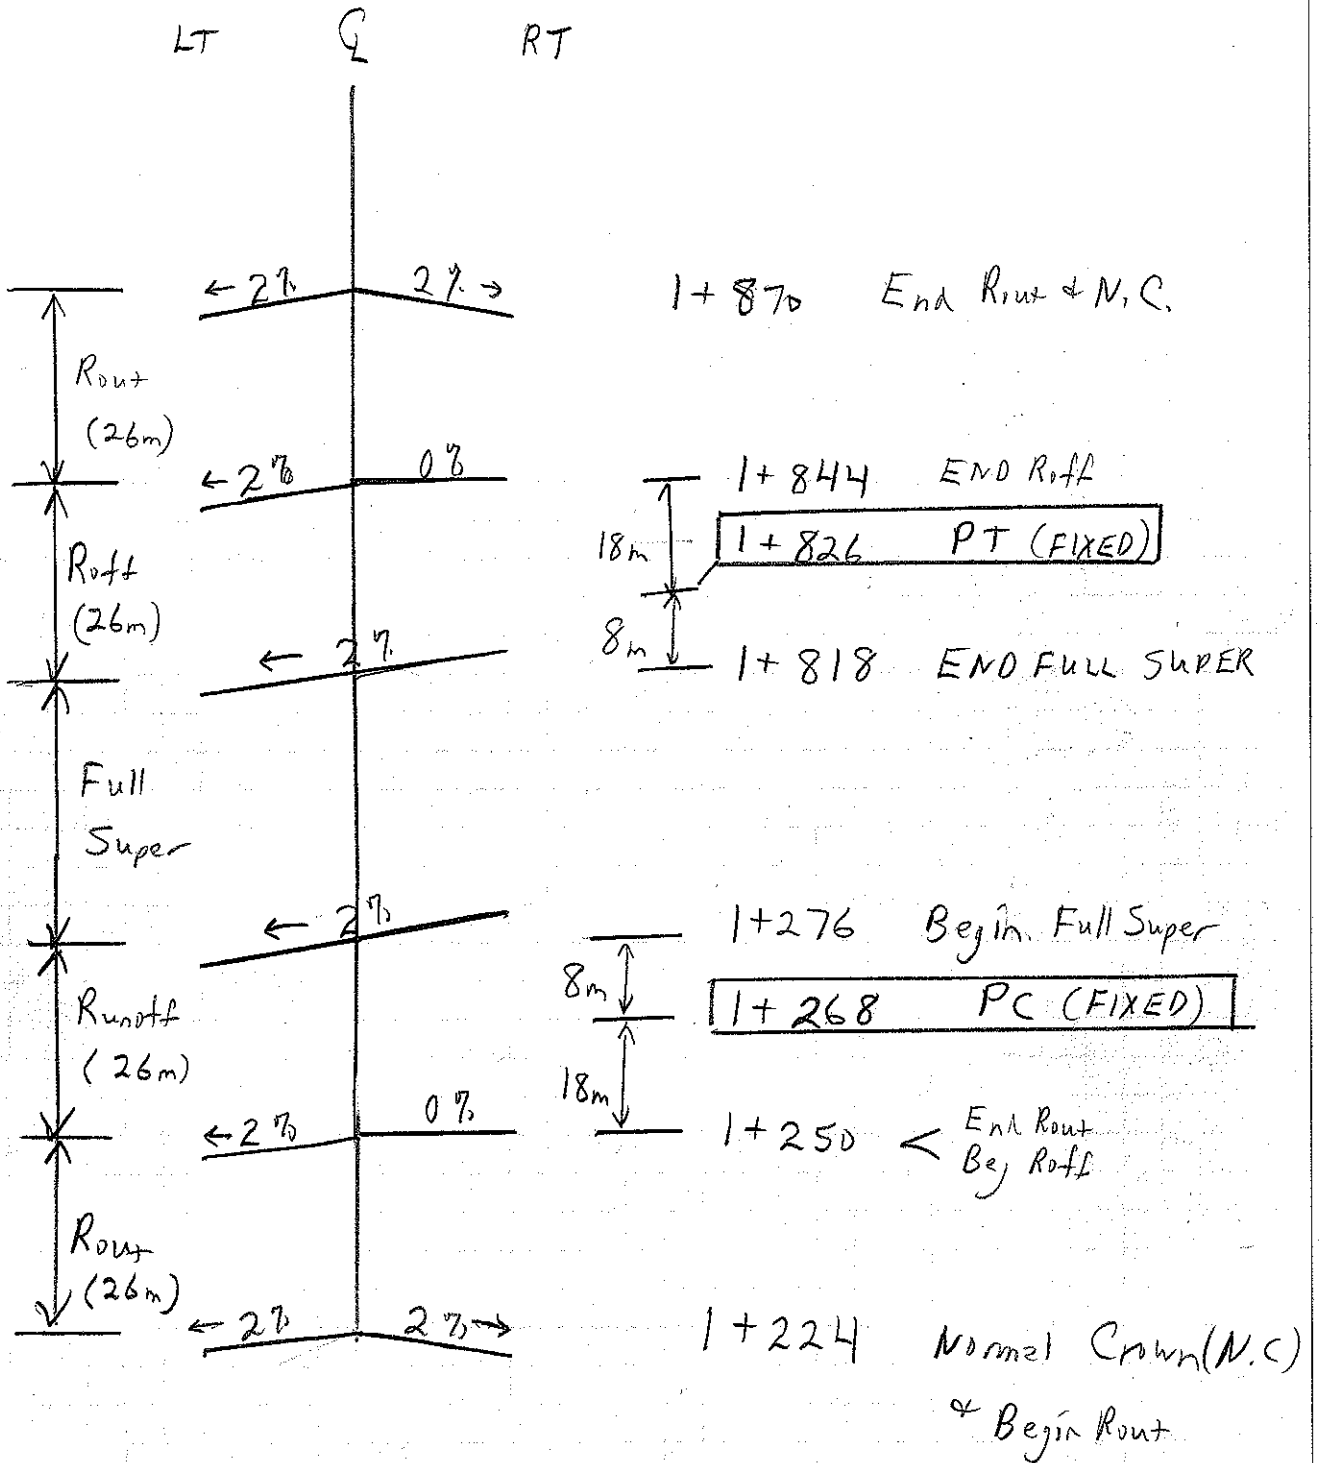 LT ℄ RT
←2% 2%→ 1+870 End Rout & N.C.
Rout
(26m)
←2% 0% 1+844 END Roff
18m 1+826 PT (FIXED)
Roff
(26m)
8m
← 2% 1+818 END FULL SUPER
Full
Super
← 2% 1+276 Begin Full Super
8m 1+268 PC (FIXED)
Runoff
(26m)
18m
←2% 0% 1+250 < End Rout
Beg Roff
Rout
(26m)
←2% 2%→ 1+224 Normal Crown(N.C)
& Begin Rout